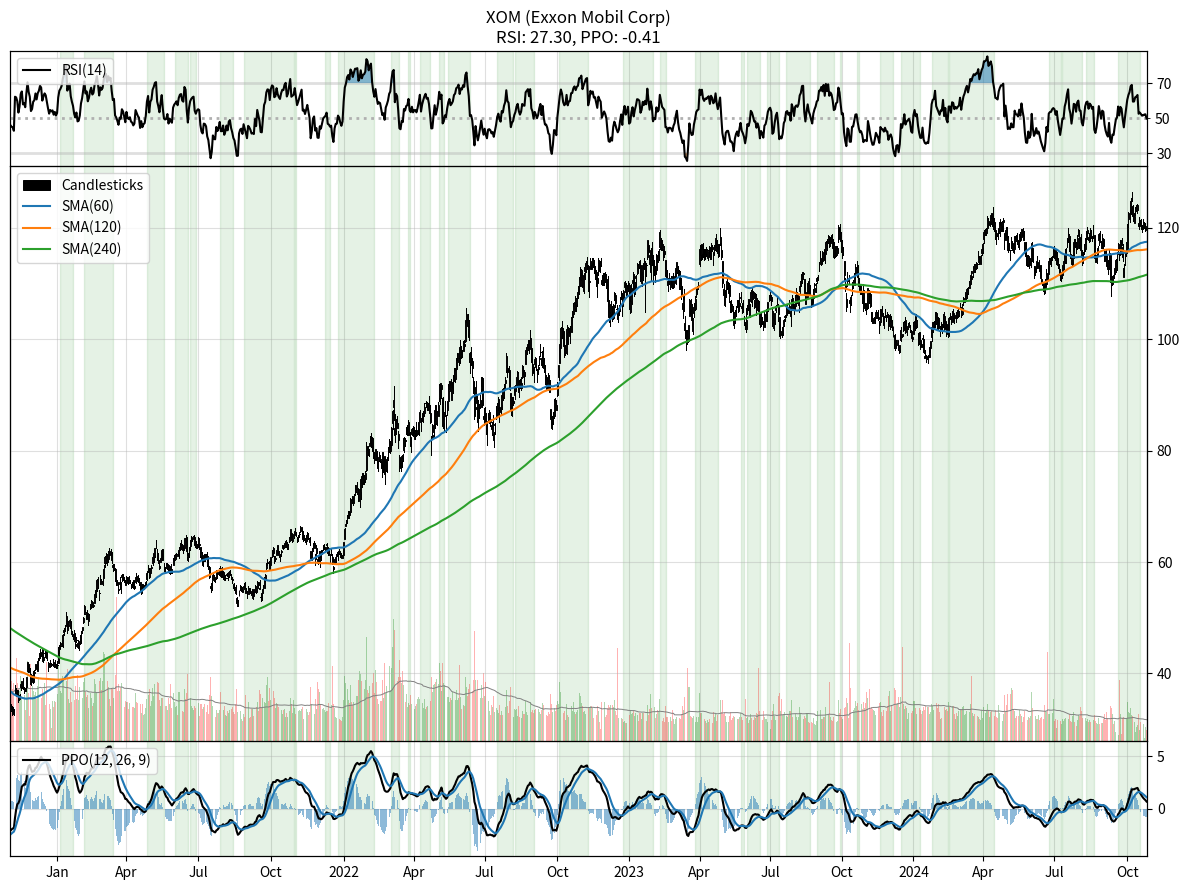 XOM (Exxon Mobil Corp)
RSI: 27.30, PPO: -0.41
RSI(14)
70
50
30
Candlesticks
SMA(60)
SMA(120)
SMA(240)
120
100
80
60
40
PPO(12, 26, 9)
5
0
Jan Apr Jul Oct 2022 Apr Jul Oct 2023 Apr Jul Oct 2024 Apr Jul Oct